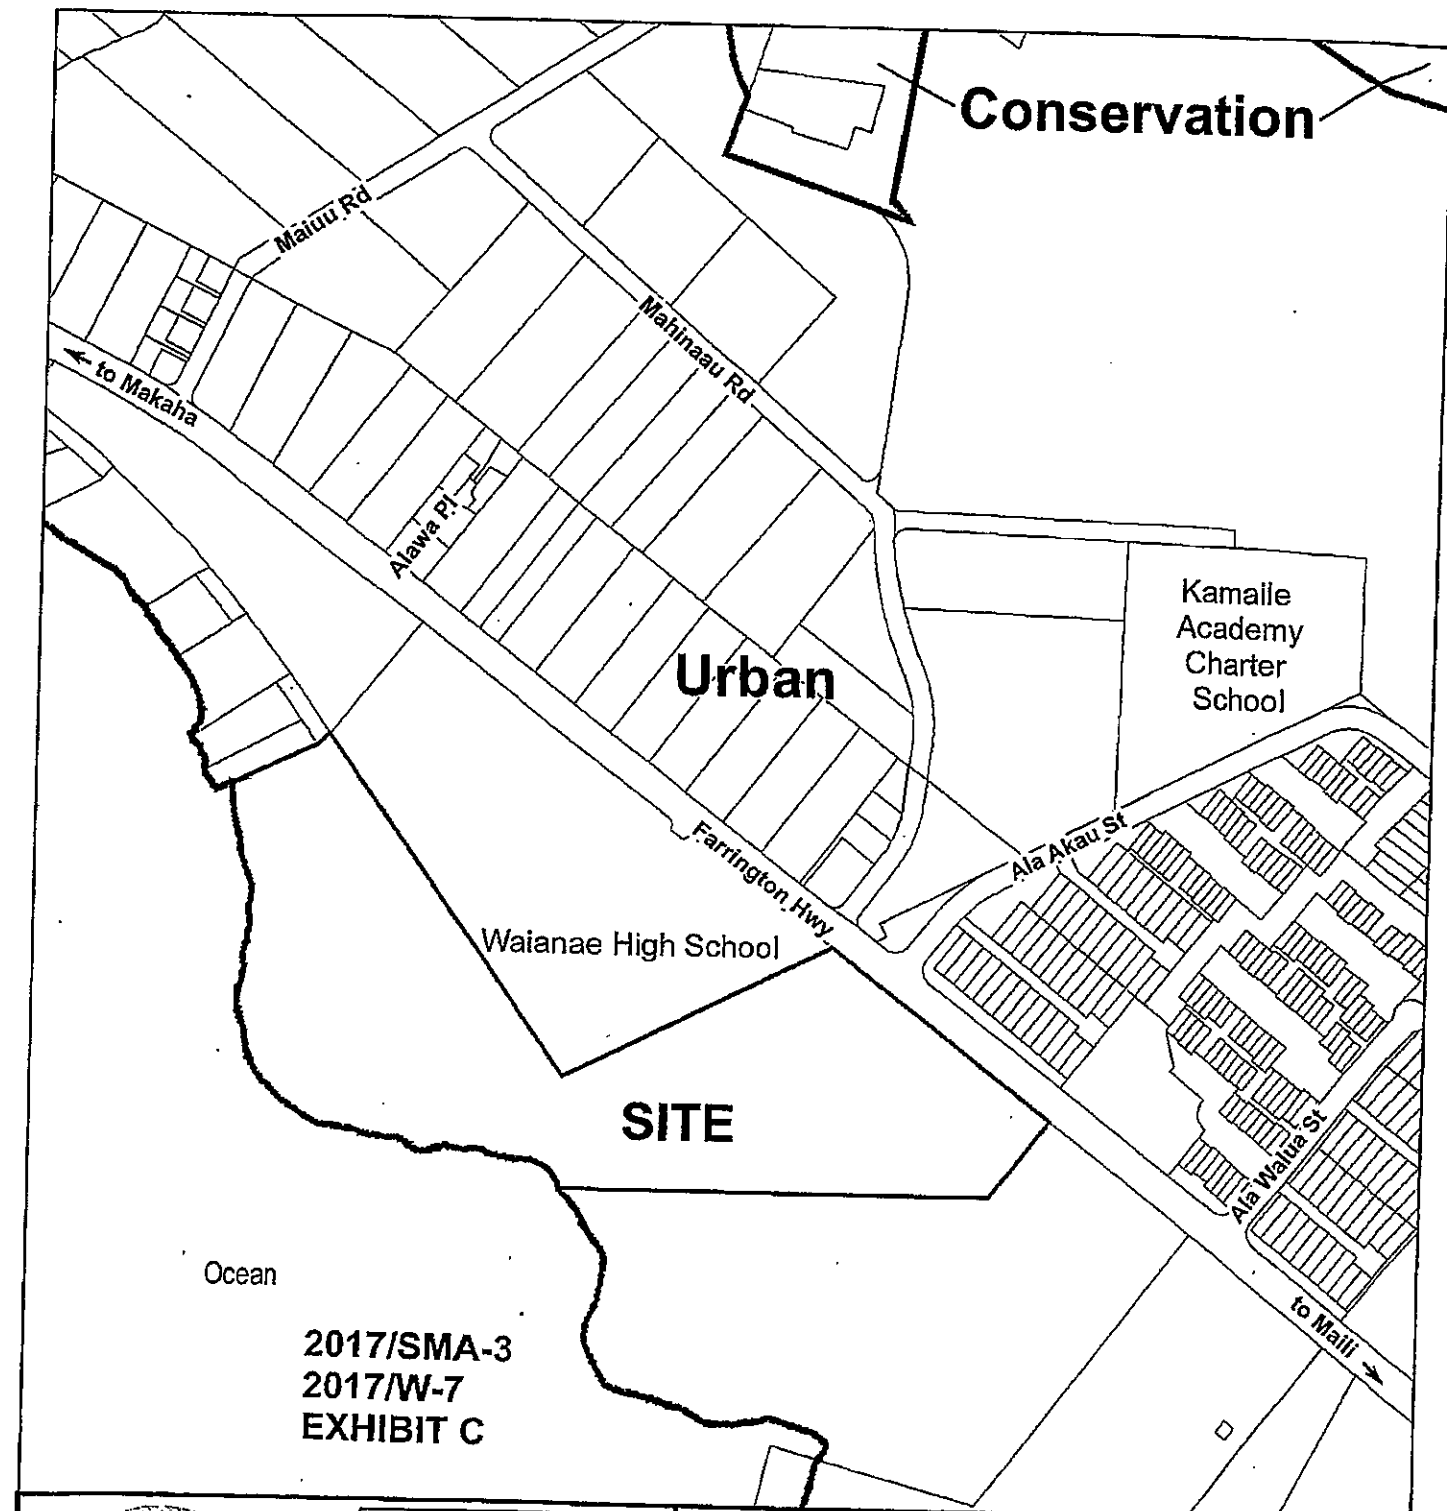 Conservation
Maiuu Rd
Mahinaau Rd
← to Makaha
Alawa Pl
Kamaile
Academy
Charter
School
Urban
Farrington Hwy
Ala Akau St
Waianae High School
SITE
Ala Walua St
Ocean
to Maili →
2017/SMA-3
2017/W-7
EXHIBIT C